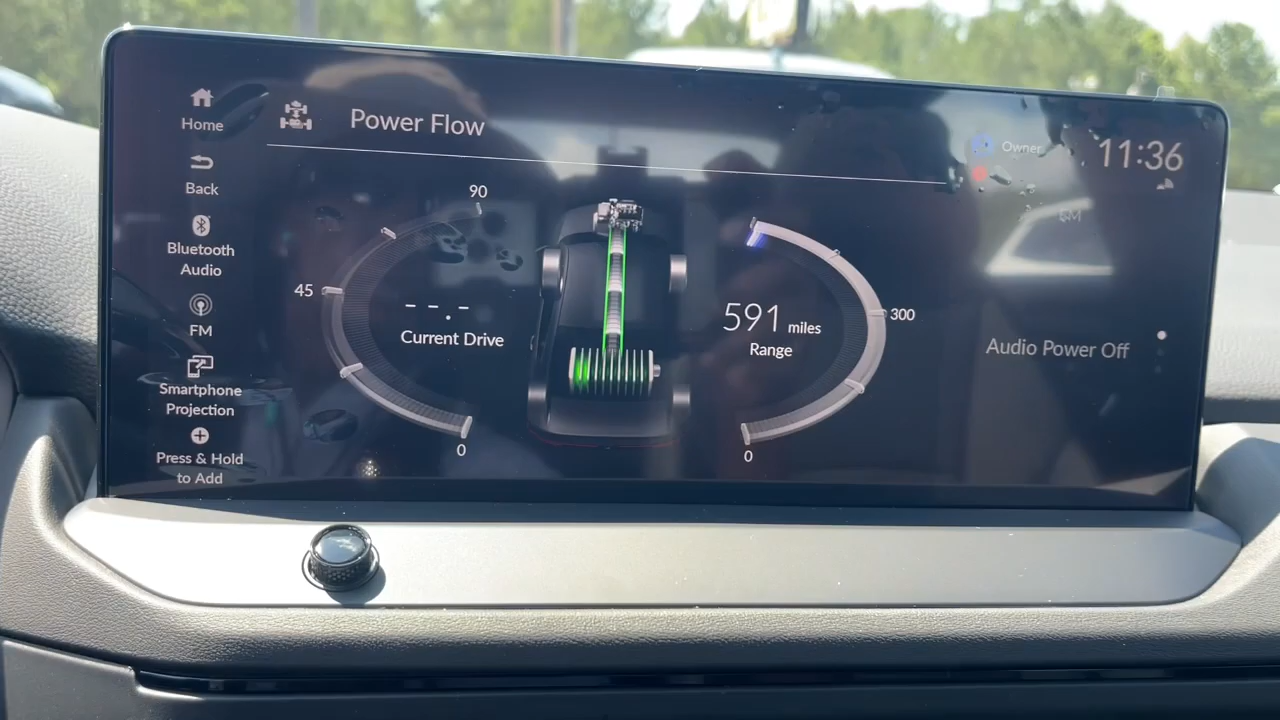 Home
Power Flow
Owner
11:36
Back
90
Bluetooth
Audio
45
- - . -
Current Drive
591 miles
Range
300
FM
Audio Power Off
Smartphone
Projection
Press & Hold
to Add
0
0